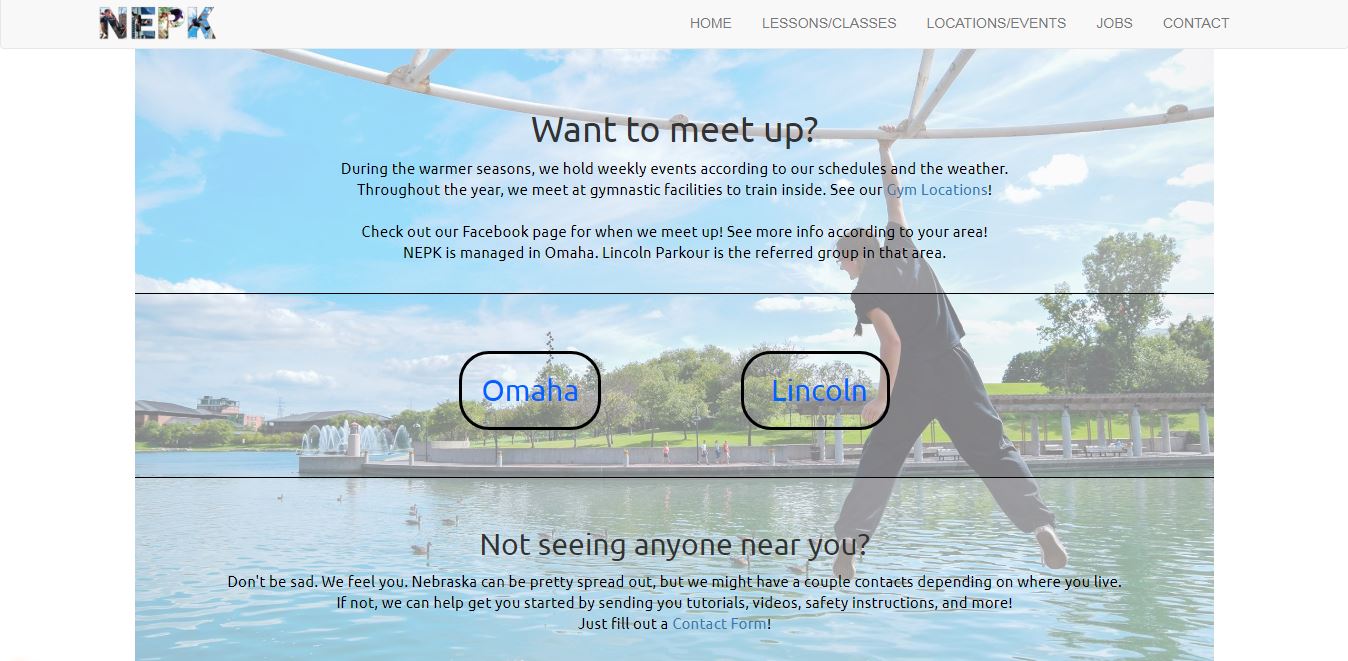 NEPK
HOME LESSONS/CLASSES LOCATIONS/EVENTS JOBS CONTACT
Want to meet up?
During the warmer seasons, we hold weekly events according to our schedules and the weather.
Throughout the year, we meet at gymnastic facilities to train inside. See our Gym Locations!
Check out our Facebook page for when we meet up! See more info according to your area!
NEPK is managed in Omaha. Lincoln Parkour is the referred group in that area.
Omaha Lincoln
Not seeing anyone near you?
Don't be sad. We feel you. Nebraska can be pretty spread out, but we might have a couple contacts depending on where you live.
If not, we can help get you started by sending you tutorials, videos, safety instructions, and more!
Just fill out a Contact Form!